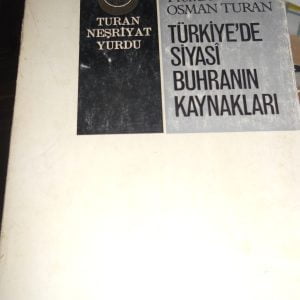 TURAN
NEŞRİYAT
YURDU
OSMAN TURAN
TÜRKİYE'DE
SİYASÎ
BUHRANIN
KAYNAKLARI